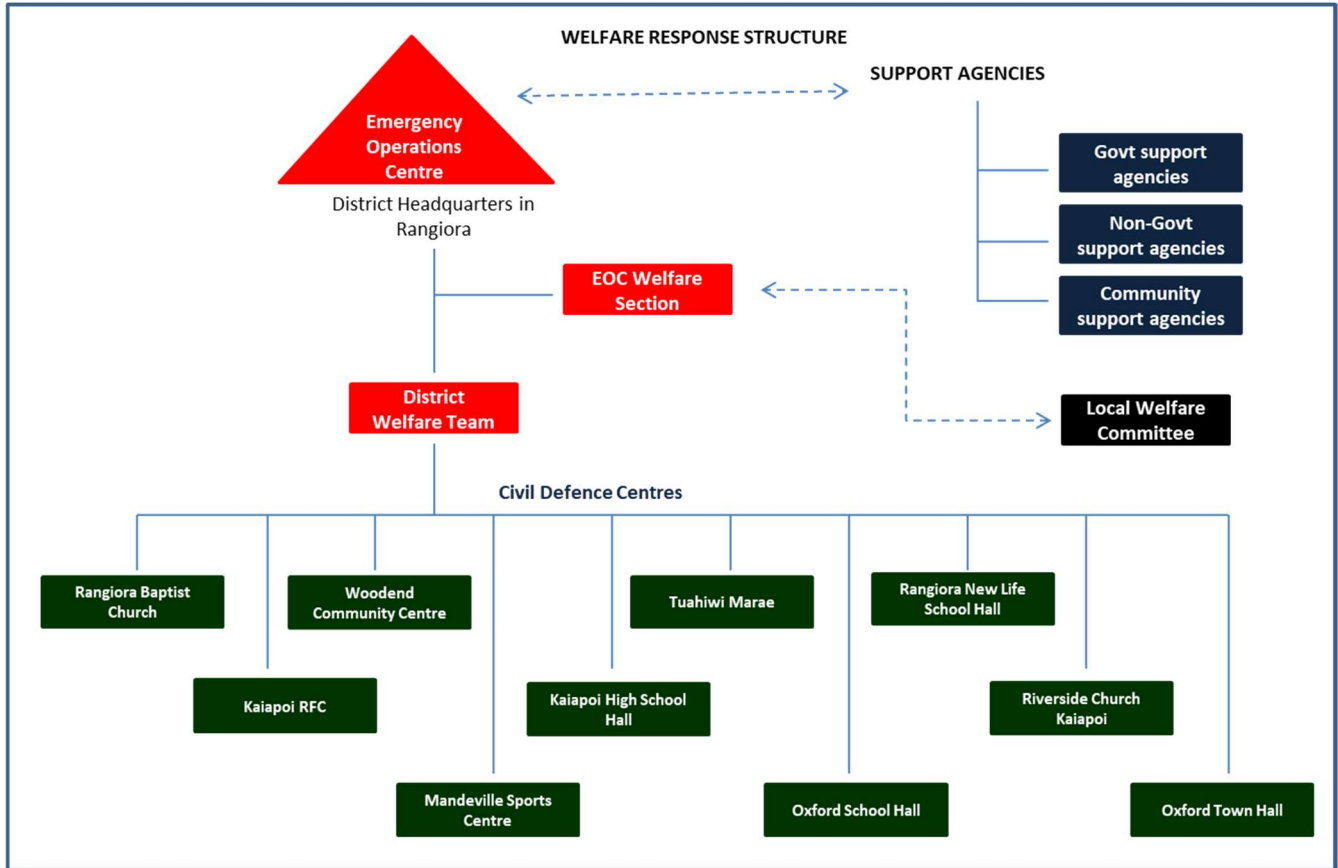 WELFARE RESPONSE STRUCTURE
SUPPORT AGENCIES
Emergency
Operations
Centre
District Headquarters in
Rangiora
Govt support
agencies
Non-Govt
support agencies
Community
support agencies
EOC Welfare
Section
District
Welfare Team
Local Welfare
Committee
Civil Defence Centres
Rangiora Baptist
Church
Woodend
Community Centre
Tuahiwi Marae
Rangiora New Life
School Hall
Kaiapoi RFC
Kaiapoi High School
Hall
Riverside Church
Kaiapoi
Mandeville Sports
Centre
Oxford School Hall
Oxford Town Hall